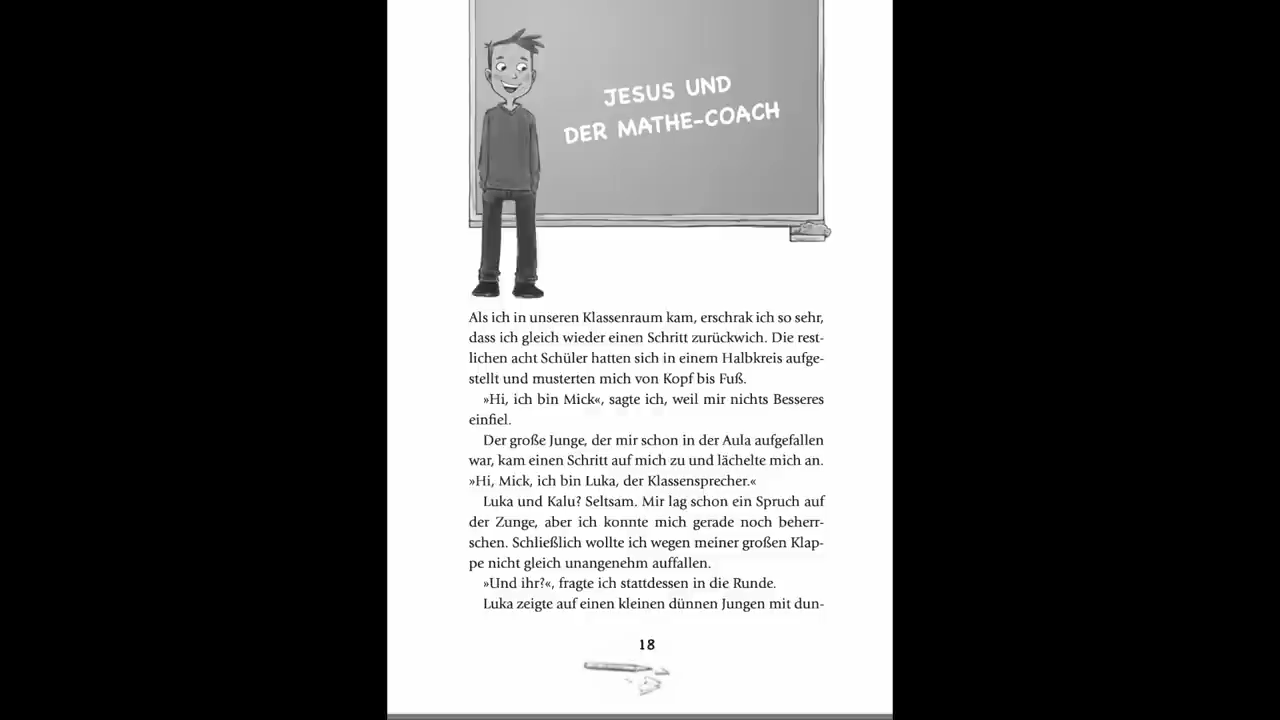 JESUS UND
DER MATHE-COACH
Als ich in unseren Klassenraum kam, erschrak ich so sehr,
dass ich gleich wieder einen Schritt zurückwich. Die rest-
lichen acht Schüler hatten sich in einem Halbkreis aufge-
stellt und musterten mich von Kopf bis Fuß.
»Hi, ich bin Mick«, sagte ich, weil mir nichts Besseres
einfiel.
Der große Junge, der mir schon in der Aula aufgefallen
war, kam einen Schritt auf mich zu und lächelte mich an.
»Hi, Mick, ich bin Luka, der Klassensprecher.«
Luka und Kalu? Seltsam. Mir lag schon ein Spruch auf
der Zunge, aber ich konnte mich gerade noch beherr-
schen. Schließlich wollte ich wegen meiner großen Klap-
pe nicht gleich unangenehm auffallen.
»Und ihr?«, fragte ich stattdessen in die Runde.
Luka zeigte auf einen kleinen dünnen Jungen mit dun-
18